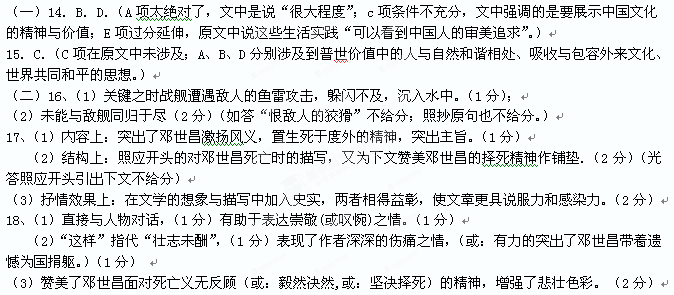 (一) 14. B. D.(A项太绝对了，文中是说“很大程度”；c项条件不充分，文中强调的是要展示中国文化
的精神与价值；E项过分延伸，原文中说这些生活实践“可以看到中国人的审美追求”。)
15. C.(C项在原文中未涉及；A、B、D分别涉及到普世价值中的人与自然和谐相处、吸收与包容外来文化、
世界共同和平的思想。)
(二) 16、(1) 关键之时战舰遭遇敌人的鱼雷攻击，躲闪不及，沉入水中。(1分)；
(2) 未能与敌舰同归于尽 (2分)(如答“恨敌人的狡猾”不给分；照抄原句也不给分。)
17、(1) 内容上：突出了邓世昌激扬风义，置生死于度外的精神，突出主旨。(1分)
(2) 结构上：照应开头的对邓世昌死亡时的描写，又为下文赞美邓世昌的择死精神作铺垫.(2分)(光
答照应开头引出下文不给分)
(3) 抒情效果上：在文学的想象与描写中加入史实，两者相得益彰，使文章更具说服力和感染力。(2分)
18、(1) 直接与人物对话，(1分) 有助于表达崇敬(或叹惋)之情。(1分)
(2)“这样”指代“壮志未酬”，(1分) 表现了作者深深的伤痛之情，(或：有力的突出了邓世昌带着遗
憾为国捐躯。)(1分)
(3) 赞美了邓世昌面对死亡义无反顾 (或：毅然决然,或：坚决择死) 的精神，增强了悲壮色彩。 (2分)